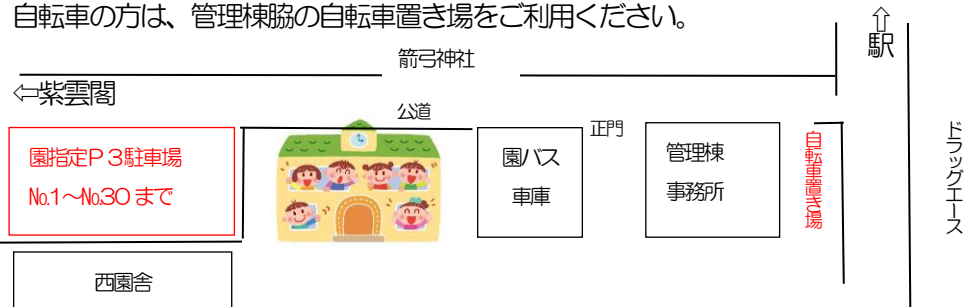 自転車の方は、管理棟脇の自転車置き場をご利用ください。
⇧
駅
箭弓神社
⇦紫雲閣
公道
正門
園指定P3駐車場
№1～№30まで
園バス
車庫
管理棟
事務所
自転車置き場
ドラッグエース
西園舎